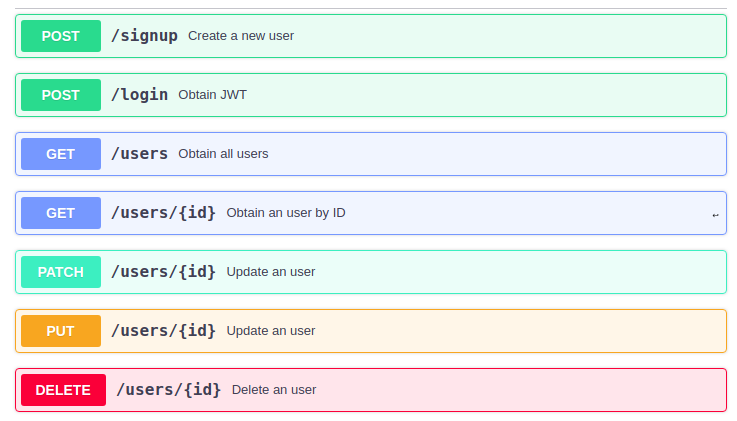 POST /signup Create a new user
POST /login Obtain JWT
GET /users Obtain all users
GET /users/{id} Obtain an user by ID ↩
PATCH /users/{id} Update an user
PUT /users/{id} Update an user
DELETE /users/{id} Delete an user